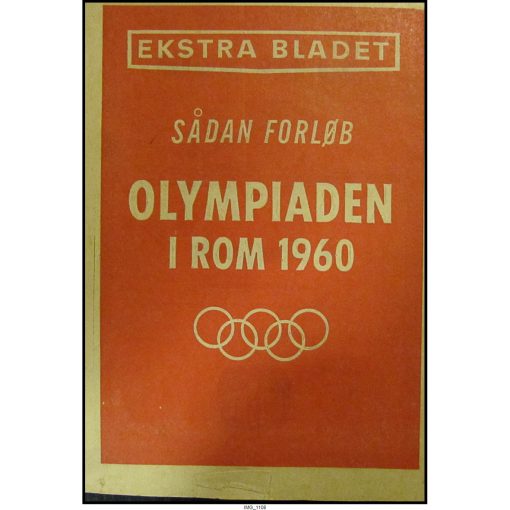 EKSTRA BLADET
SÅDAN FORLØB
OLYMPIADEN
I ROM 1960
IMG_1106